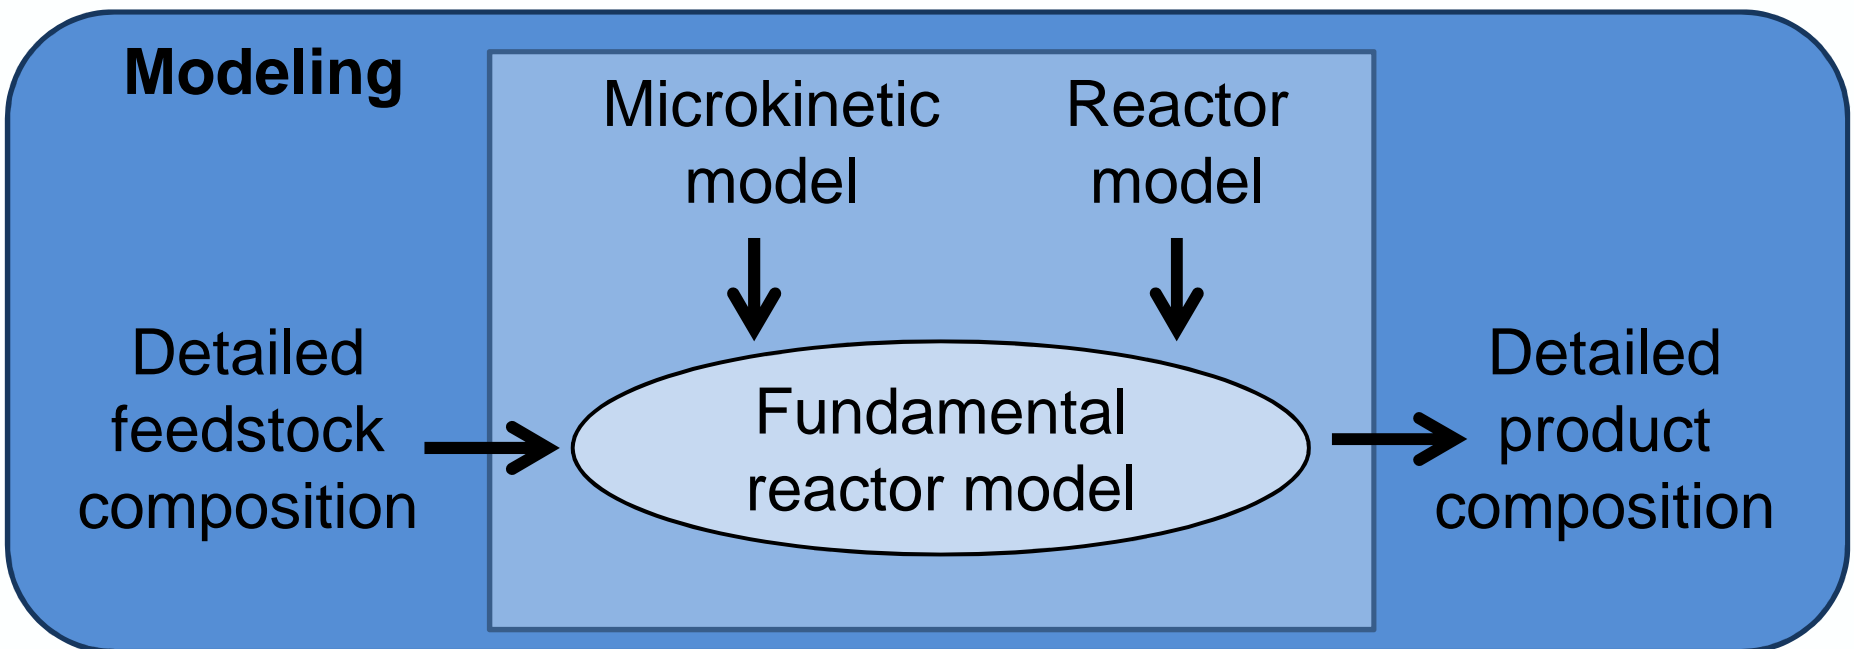 Modeling
Microkinetic
model
Reactor
model
Detailed
feedstock
composition
Fundamental
reactor model
Detailed
product
composition